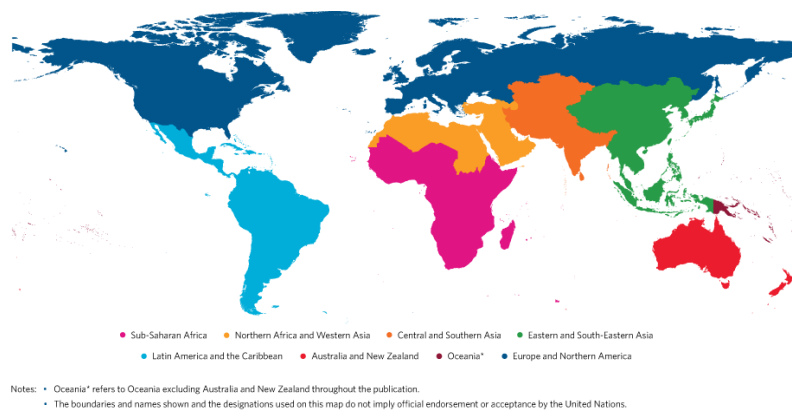 Sub-Saharan Africa Northern Africa and Western Asia Central and Southern Asia Eastern and South-Eastern Asia
Latin America and the Caribbean Australia and New Zealand Oceania* Europe and Northern America
Notes: • Oceania* refers to Oceania excluding Australia and New Zealand throughout the publication.
• The boundaries and names shown and the designations used on this map do not imply official endorsement or acceptance by the United Nations.